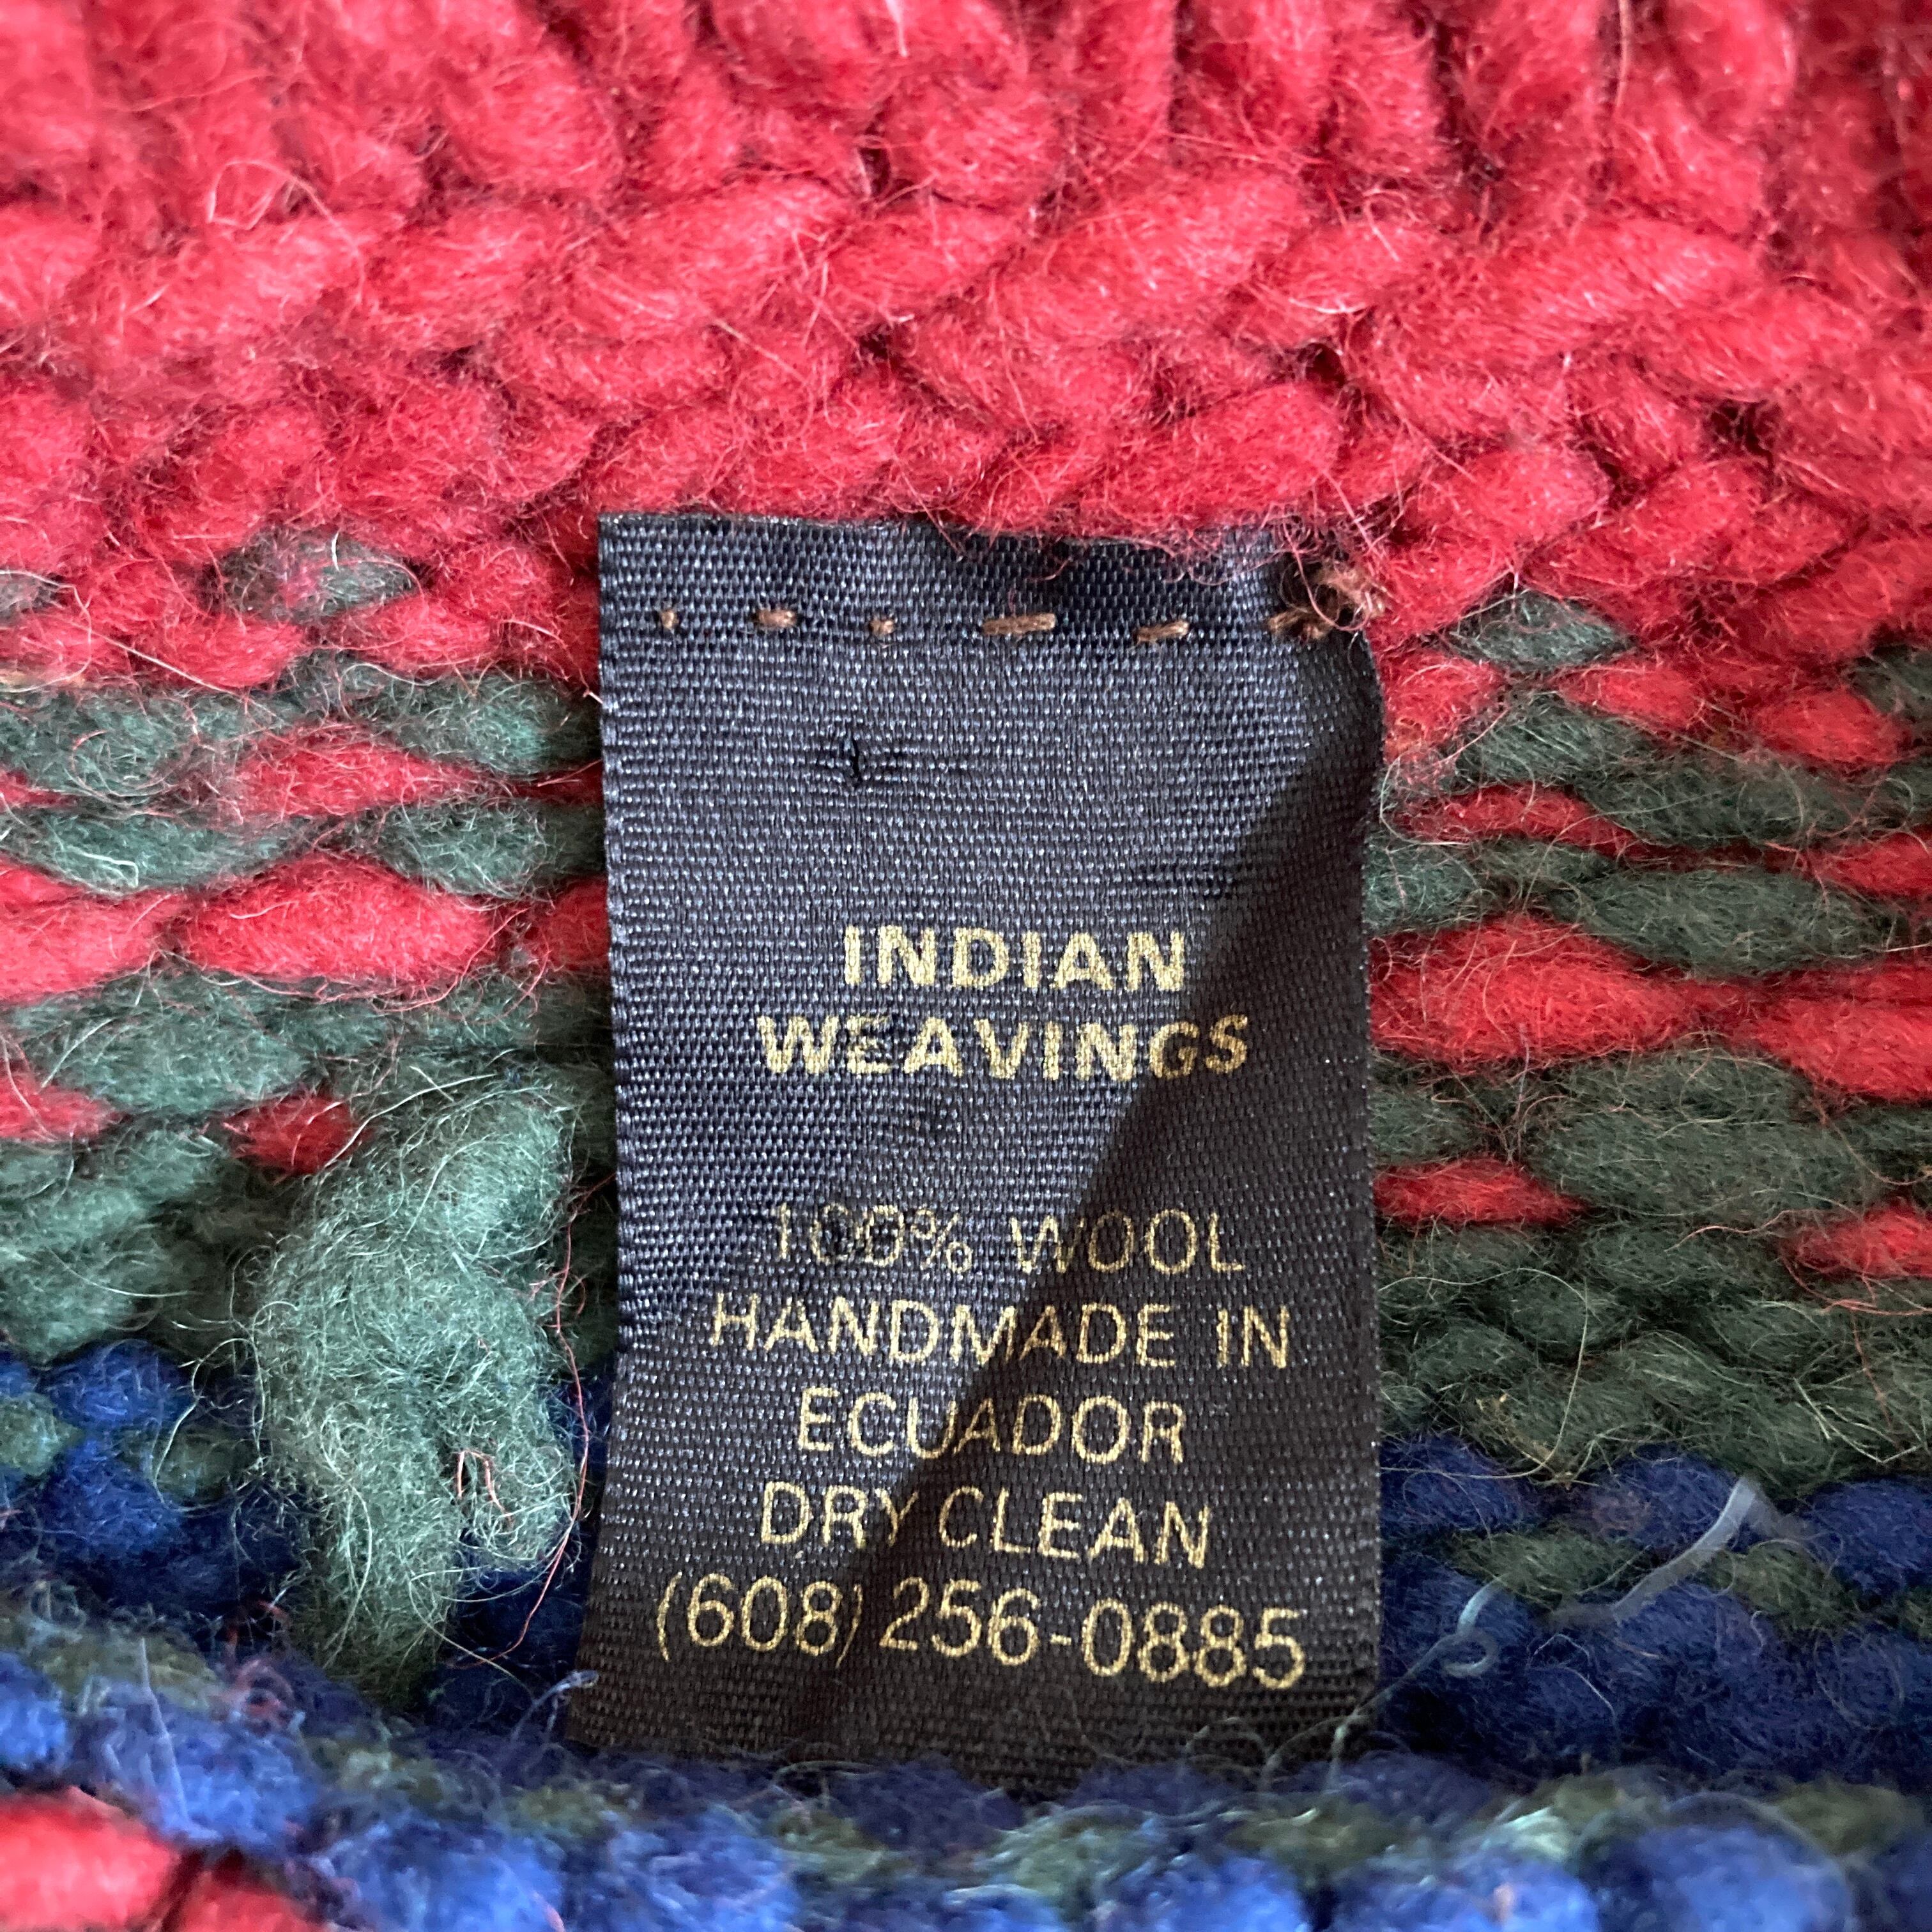 INDIAN
WEAVINGS
100% WOOL
HANDMADE IN
ECUADOR
DRY CLEAN
(608) 256-0885